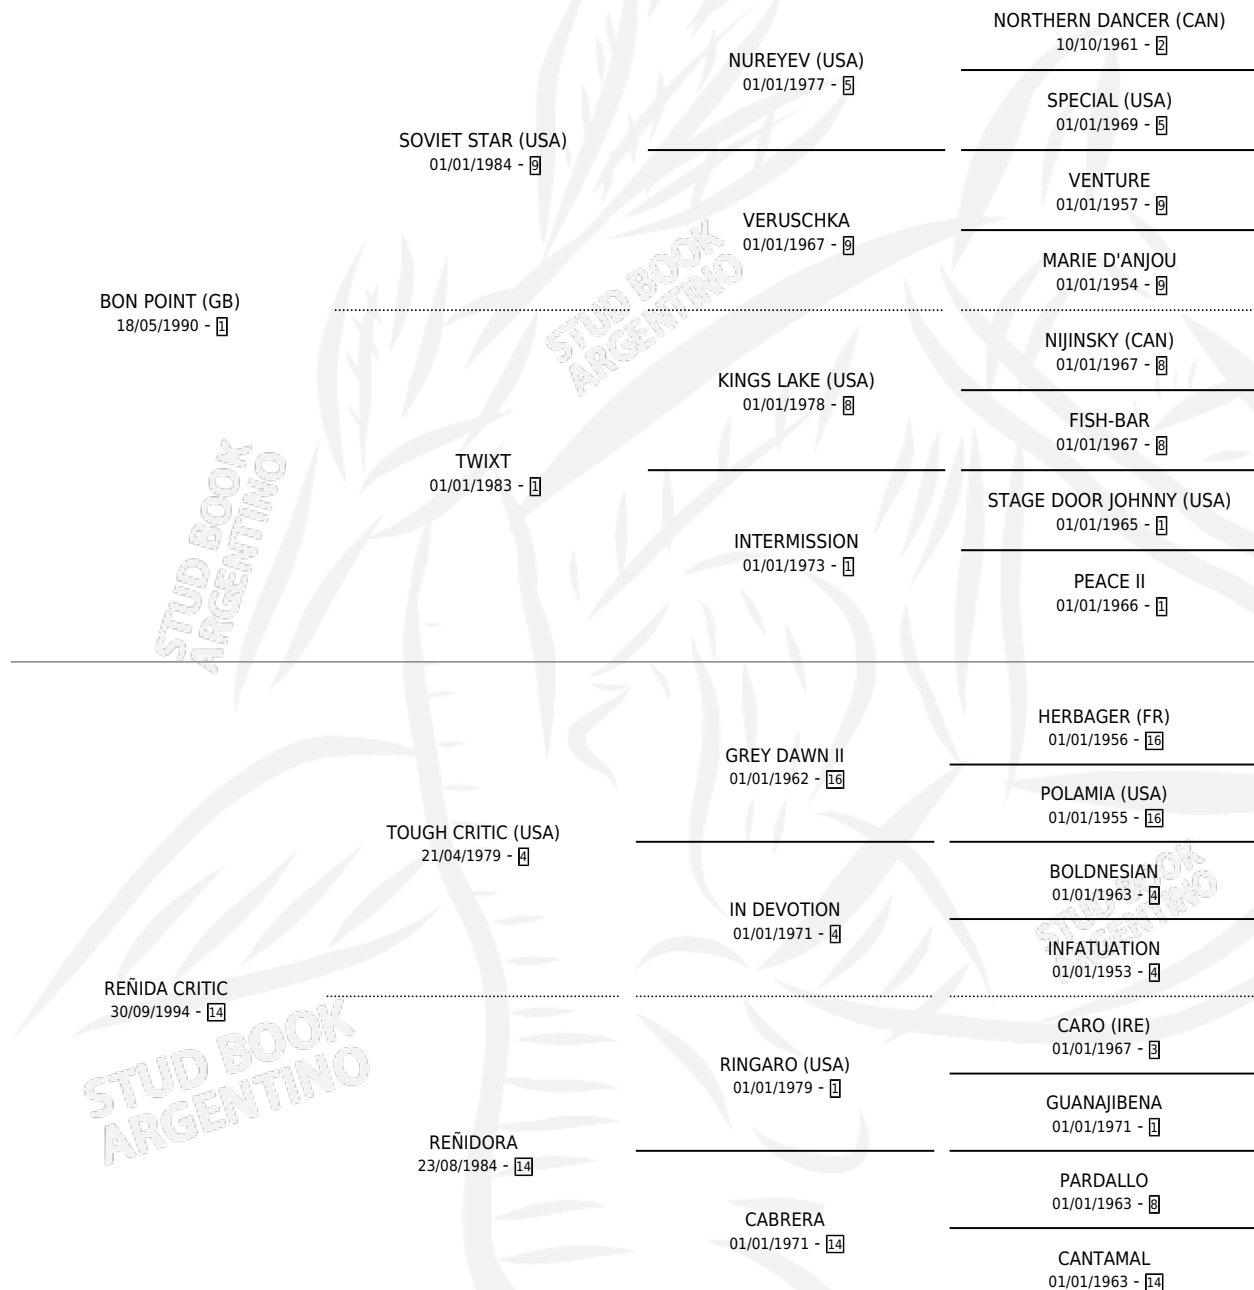 NORTHERN DANCER (CAN)
10/10/1961 - 2
NUREYEV (USA)
01/01/1977 - 5
SPECIAL (USA)
01/01/1969 - 5
SOVIET STAR (USA)
01/01/1984 - 9
VENTURE
01/01/1957 - 9
VERUSCHKA
01/01/1967 - 9
MARIE D'ANJOU
01/01/1954 - 9
BON POINT (GB)
18/05/1990 - 1
NIJINSKY (CAN)
01/01/1967 - 8
KINGS LAKE (USA)
01/01/1978 - 8
FISH-BAR
01/01/1967 - 8
TWIXT
01/01/1983 - 1
STAGE DOOR JOHNNY (USA)
01/01/1965 - 1
INTERMISSION
01/01/1973 - 1
PEACE II
01/01/1966 - 1
HERBAGER (FR)
01/01/1956 - 16
GREY DAWN II
01/01/1962 - 16
POLAMIA (USA)
01/01/1955 - 16
TOUGH CRITIC (USA)
21/04/1979 - 4
BOLDNESIAN
01/01/1963 - 4
IN DEVOTION
01/01/1971 - 4
INFATUATION
01/01/1953 - 4
REÑIDA CRITIC
30/09/1994 - 14
CARO (IRE)
01/01/1967 - 3
RINGARO (USA)
01/01/1979 - 1
GUANAJIBENA
01/01/1971 - 1
REÑIDORA
23/08/1984 - 14
PARDALLO
01/01/1963 - 8
CABRERA
01/01/1971 - 14
CANTAMAL
01/01/1963 - 14
STUD BOOK
ARGENTINO
STUD BOOK
ARGENTINO
STUD BOOK
ARGENTINO
STUD BOOK
ARGENTINO